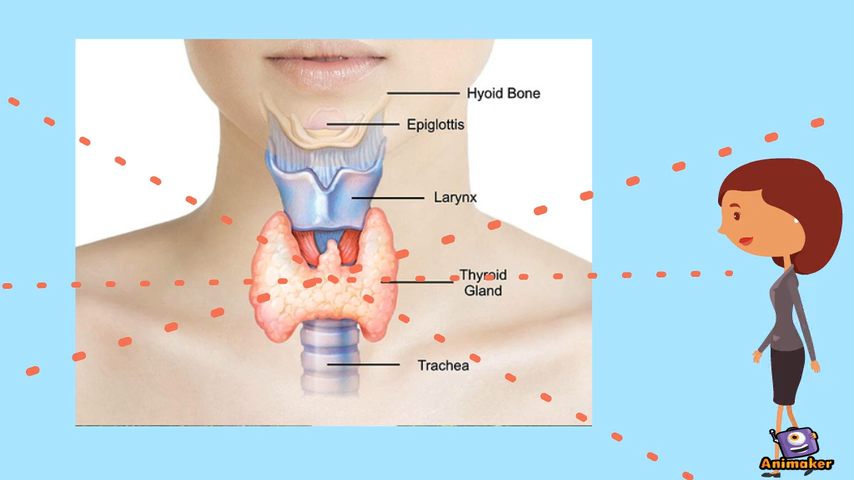 Hyoid Bone
Epiglottis
Larynx
Thyroid
Gland
Trachea
Animaker